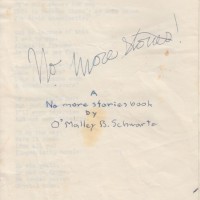 No more stories!
A
No more stories book
by
O'Malley B. Schwartz